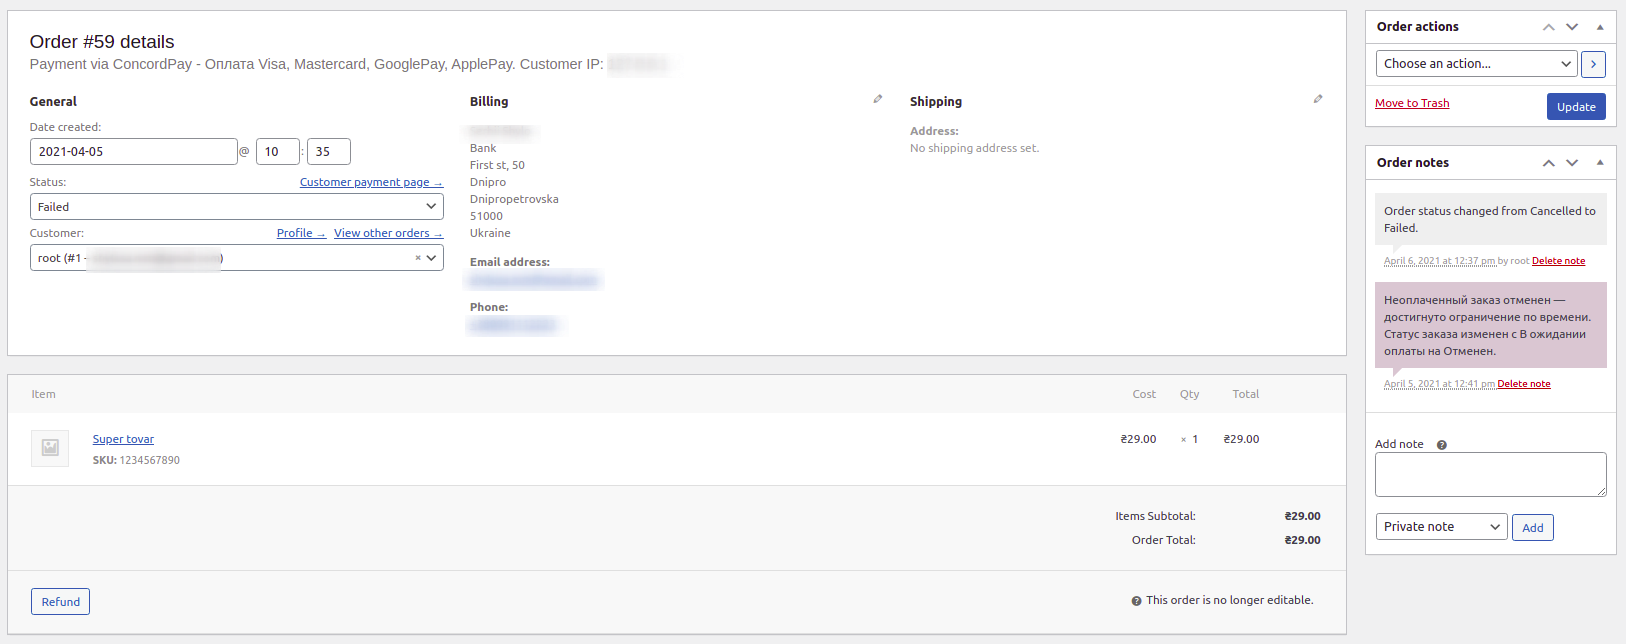 Order #59 details
Payment via ConcordPay - Оплата Visa, Mastercard, GooglePay, ApplePay. Customer IP:
General
Date created:
2021-04-05 @ 10 : 35
Status: Customer payment page →
Failed
Customer: Profile → View other orders →
root (#1 - ) ×
Billing
Bank
First st, 50
Dnipro
Dnipropetrovska
51000
Ukraine
Email address:
Phone:
Shipping
Address:
No shipping address set.
Item Cost Qty Total
Super tovar ₴29.00 × 1 ₴29.00
SKU: 1234567890
Items Subtotal: ₴29.00
Order Total: ₴29.00
Refund
This order is no longer editable.
Order actions
Choose an action...
Move to Trash
Update
Order notes
Order status changed from Cancelled to
Failed.
April 6, 2021 at 12:37 pm by root Delete note
Неоплаченный заказ отменен —
достигнуто ограничение по времени.
Статус заказа изменен с В ожидании
оплаты на Отменен.
April 5, 2021 at 12:41 pm Delete note
Add note
Private note
Add